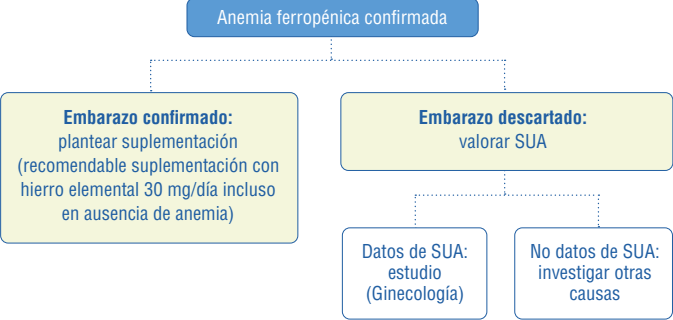 Anemia ferropénica confirmada
Embarazo confirmado:
plantear suplementación
(recomendable suplementación con
hierro elemental 30 mg/día incluso
en ausencia de anemia)
Embarazo descartado:
valorar SUA
Datos de SUA:
estudio
(Ginecología)
No datos de SUA:
investigar otras
causas